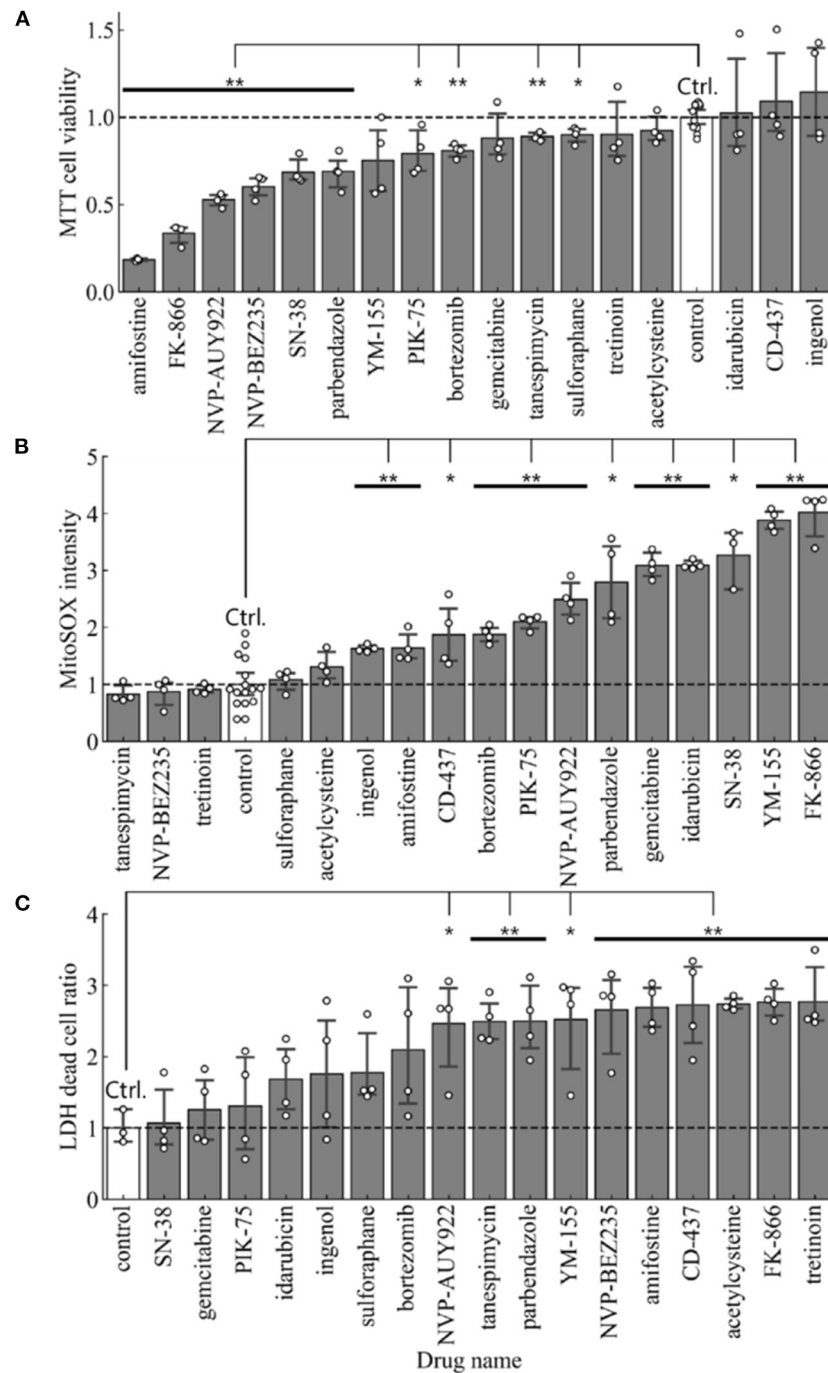 A
MTT cell viability
1.5
1.0
0.5
0.0
**
*
**
**
*
Ctrl.
amifostine
FK-866
NVP-AUY922
NVP-BEZ235
SN-38
parbendazole
YM-155
PIK-75
bortezomib
gemcitabine
tanespimycin
sulforaphane
tretinoin
acetylcysteine
control
idarubicin
CD-437
ingenol
B
MitoSOX intensity
5
4
3
2
1
0
Ctrl.
**
*
**
*
**
*
**
tanespimycin
NVP-BEZ235
tretinoin
control
sulforaphane
acetylcysteine
ingenol
amifostine
CD-437
bortezomib
PIK-75
NVP-AUY922
parbendazole
gemcitabine
idarubicin
SN-38
YM-155
FK-866
C
LDH dead cell ratio
4
3
2
1
0
Ctrl.
*
**
*
**
control
SN-38
gemcitabine
PIK-75
idarubicin
ingenol
sulforaphane
bortezomib
NVP-AUY922
tanespimycin
parbendazole
YM-155
NVP-BEZ235
amifostine
CD-437
acetylcysteine
FK-866
tretinoin
Drug name